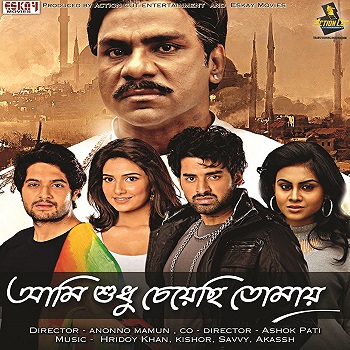 ESKAY
MOVIES
PRODUCED BY ACTION CUT ENTERTAINMENT AND ESKAY MOVIES
ACTION CUT
আমি শুধু চেয়েছি তোমায়
DIRECTOR - ANONNO MAMUN , CO - DIRECTOR - ASHOK PATI
MUSIC - HRIDOY KHAN, KISHOR, SAVVY, AKASSH